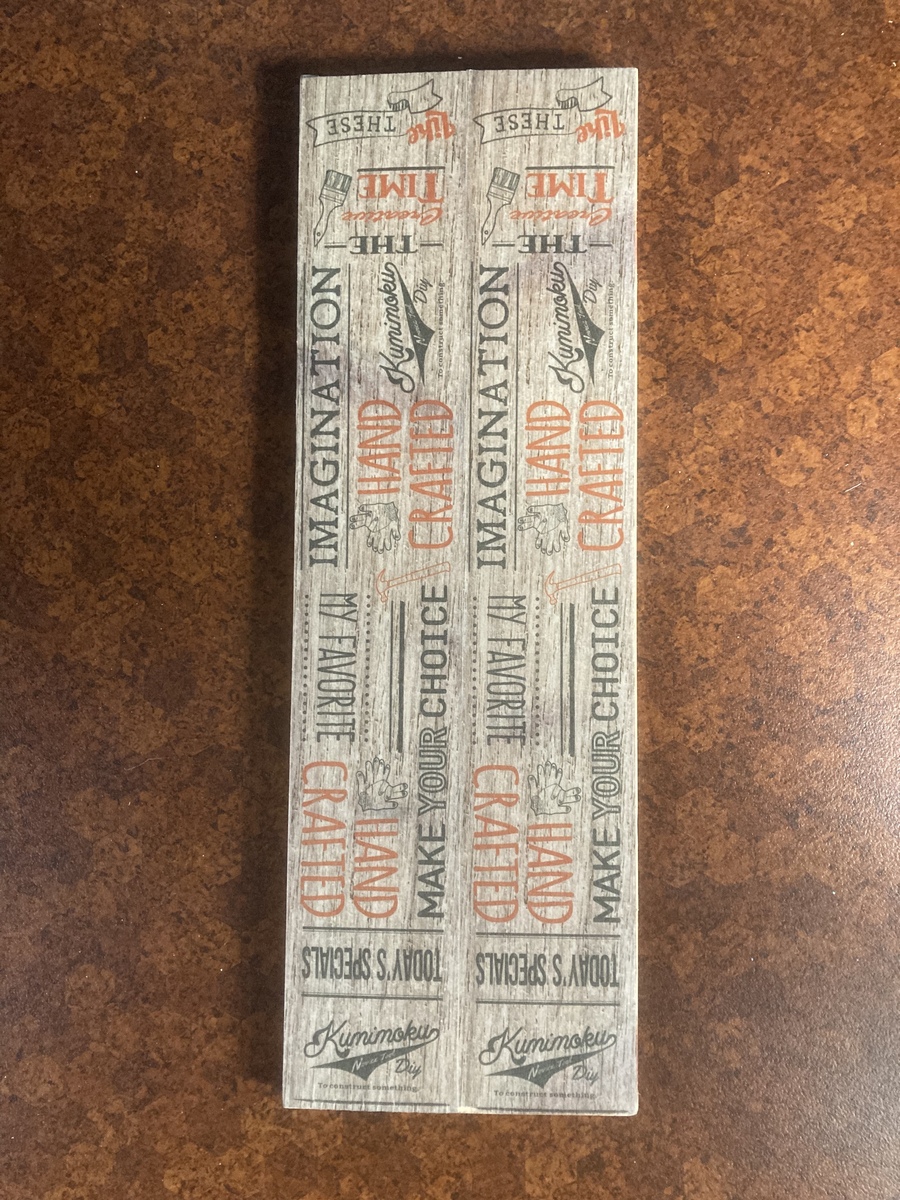 Like
THESE
Creative
TIME
THE
IMAGINATION
Kumimoku
Diy
To construct something.
HAND
CRAFTED
MY FAVORITE
MAKE YOUR CHOICE
HAND
CRAFTED
TODAY'S SPECIALS
Kumimoku
Diy
To construct something.
Like
THESE
Creative
TIME
THE
IMAGINATION
Kumimoku
Diy
To construct something.
HAND
CRAFTED
MY FAVORITE
MAKE YOUR CHOICE
HAND
CRAFTED
TODAY'S SPECIALS
Kumimoku
Diy
To construct something.